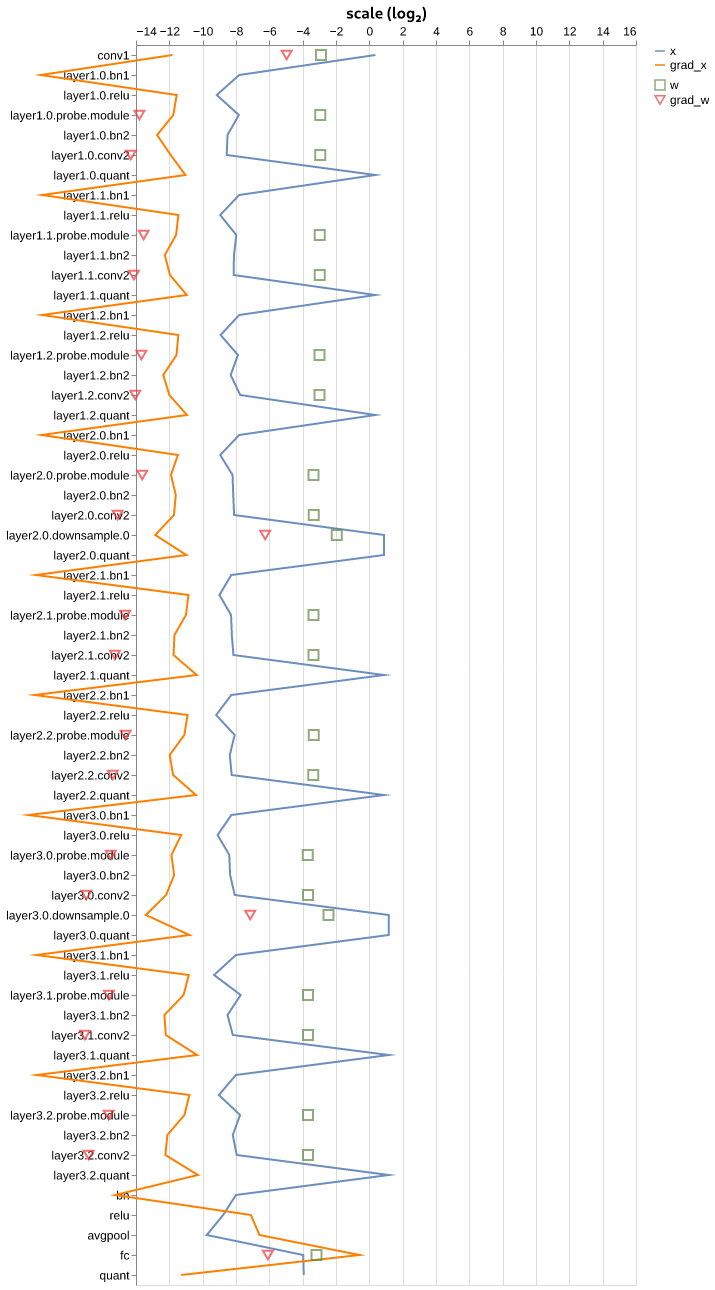 scale (log₂)
−14 −12 −10 −8 −6 −4 −2 0 2 4 6 8 10 12 14 16
x
grad_x
w
grad_w
conv1
layer1.0.bn1
layer1.0.relu
layer1.0.probe.module
layer1.0.bn2
layer1.0.conv2
layer1.0.quant
layer1.1.bn1
layer1.1.relu
layer1.1.probe.module
layer1.1.bn2
layer1.1.conv2
layer1.1.quant
layer1.2.bn1
layer1.2.relu
layer1.2.probe.module
layer1.2.bn2
layer1.2.conv2
layer1.2.quant
layer2.0.bn1
layer2.0.relu
layer2.0.probe.module
layer2.0.bn2
layer2.0.conv2
layer2.0.downsample.0
layer2.0.quant
layer2.1.bn1
layer2.1.relu
layer2.1.probe.module
layer2.1.bn2
layer2.1.conv2
layer2.1.quant
layer2.2.bn1
layer2.2.relu
layer2.2.probe.module
layer2.2.bn2
layer2.2.conv2
layer2.2.quant
layer3.0.bn1
layer3.0.relu
layer3.0.probe.module
layer3.0.bn2
layer3.0.conv2
layer3.0.downsample.0
layer3.0.quant
layer3.1.bn1
layer3.1.relu
layer3.1.probe.module
layer3.1.bn2
layer3.1.conv2
layer3.1.quant
layer3.2.bn1
layer3.2.relu
layer3.2.probe.module
layer3.2.bn2
layer3.2.conv2
layer3.2.quant
bn
relu
avgpool
fc
quant